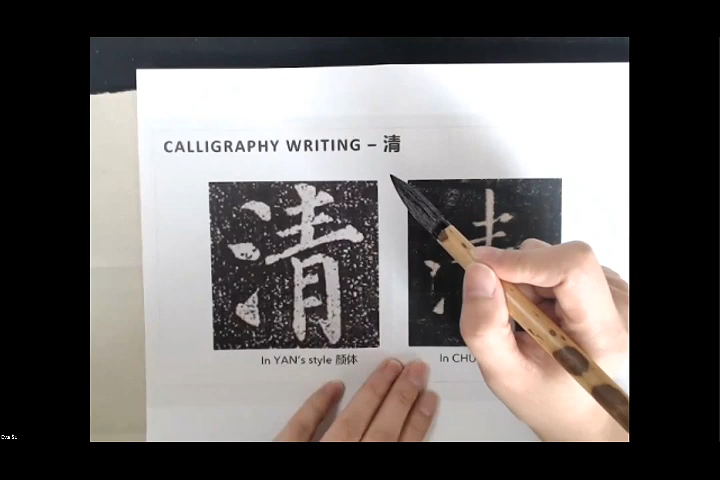 CALLIGRAPHY WRITING – 清
清
In YAN's style 颜体
In CHU